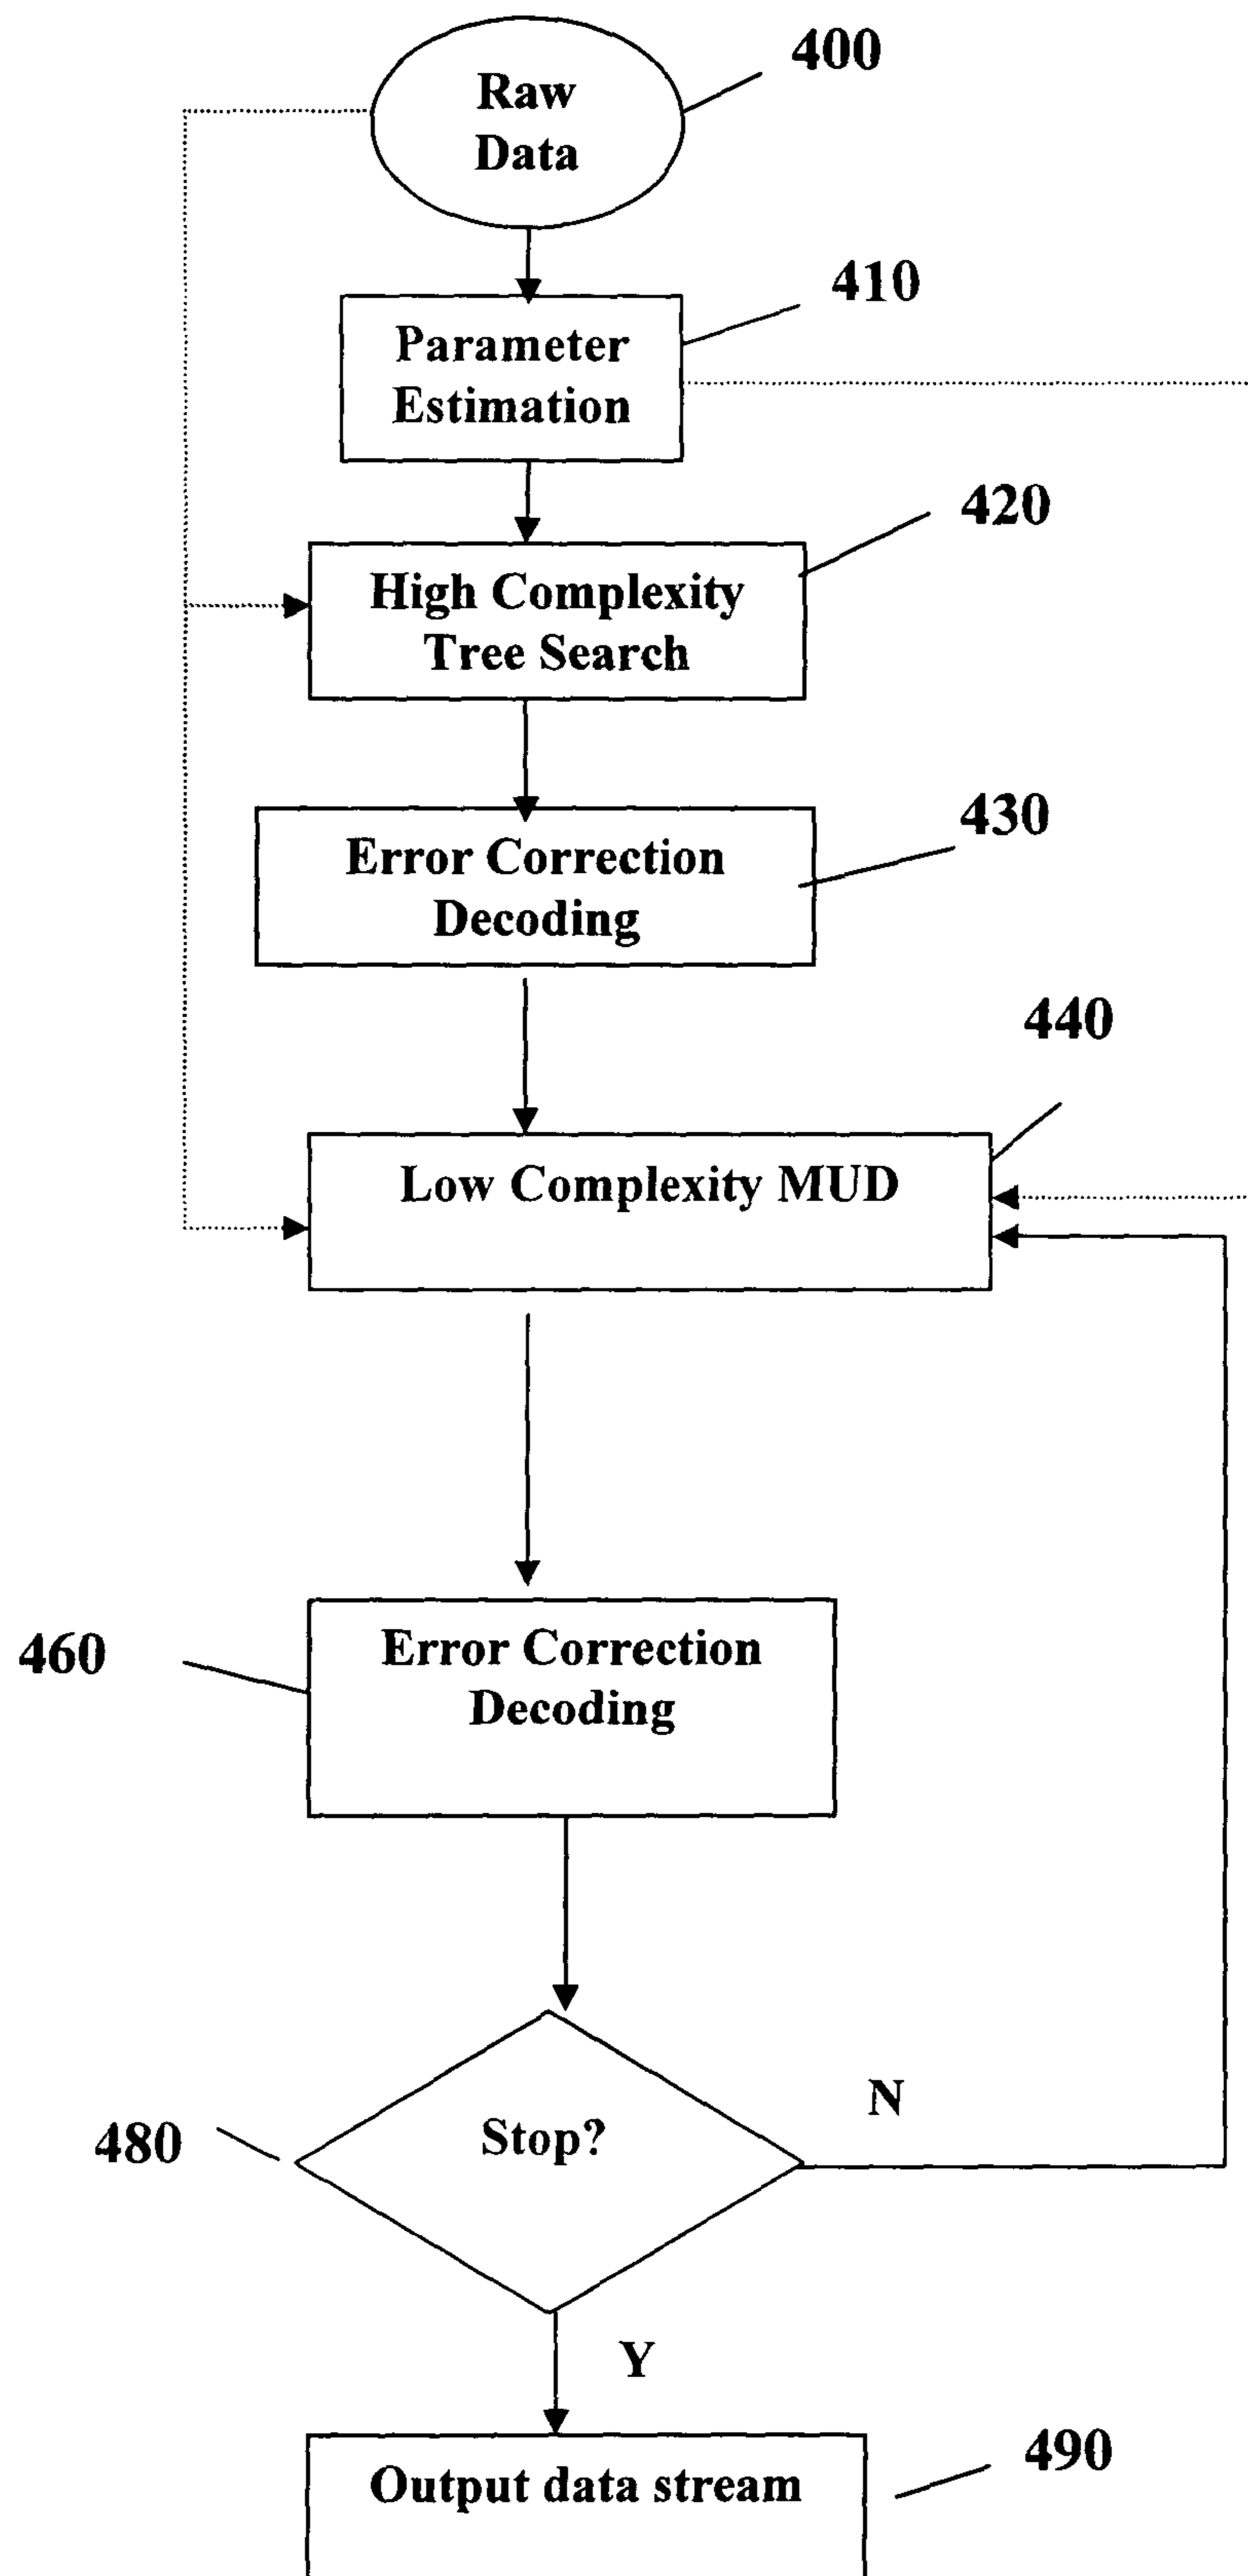 400
Raw
Data
410
Parameter
Estimation
420
High Complexity
Tree Search
430
Error Correction
Decoding
440
Low Complexity MUD
460
Error Correction
Decoding
N
480
Stop?
Y
490
Output data stream